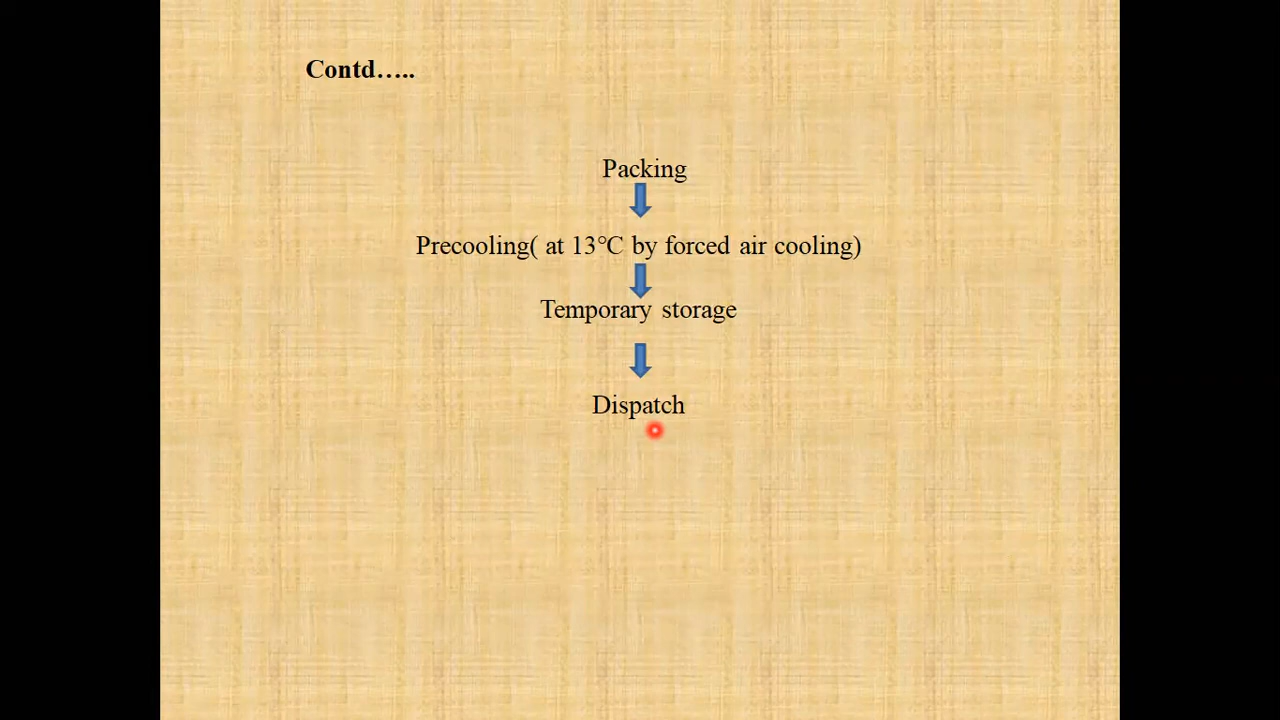 Contd…..
Packing
Precooling( at 13℃ by forced air cooling)
Temporary storage
Dispatch